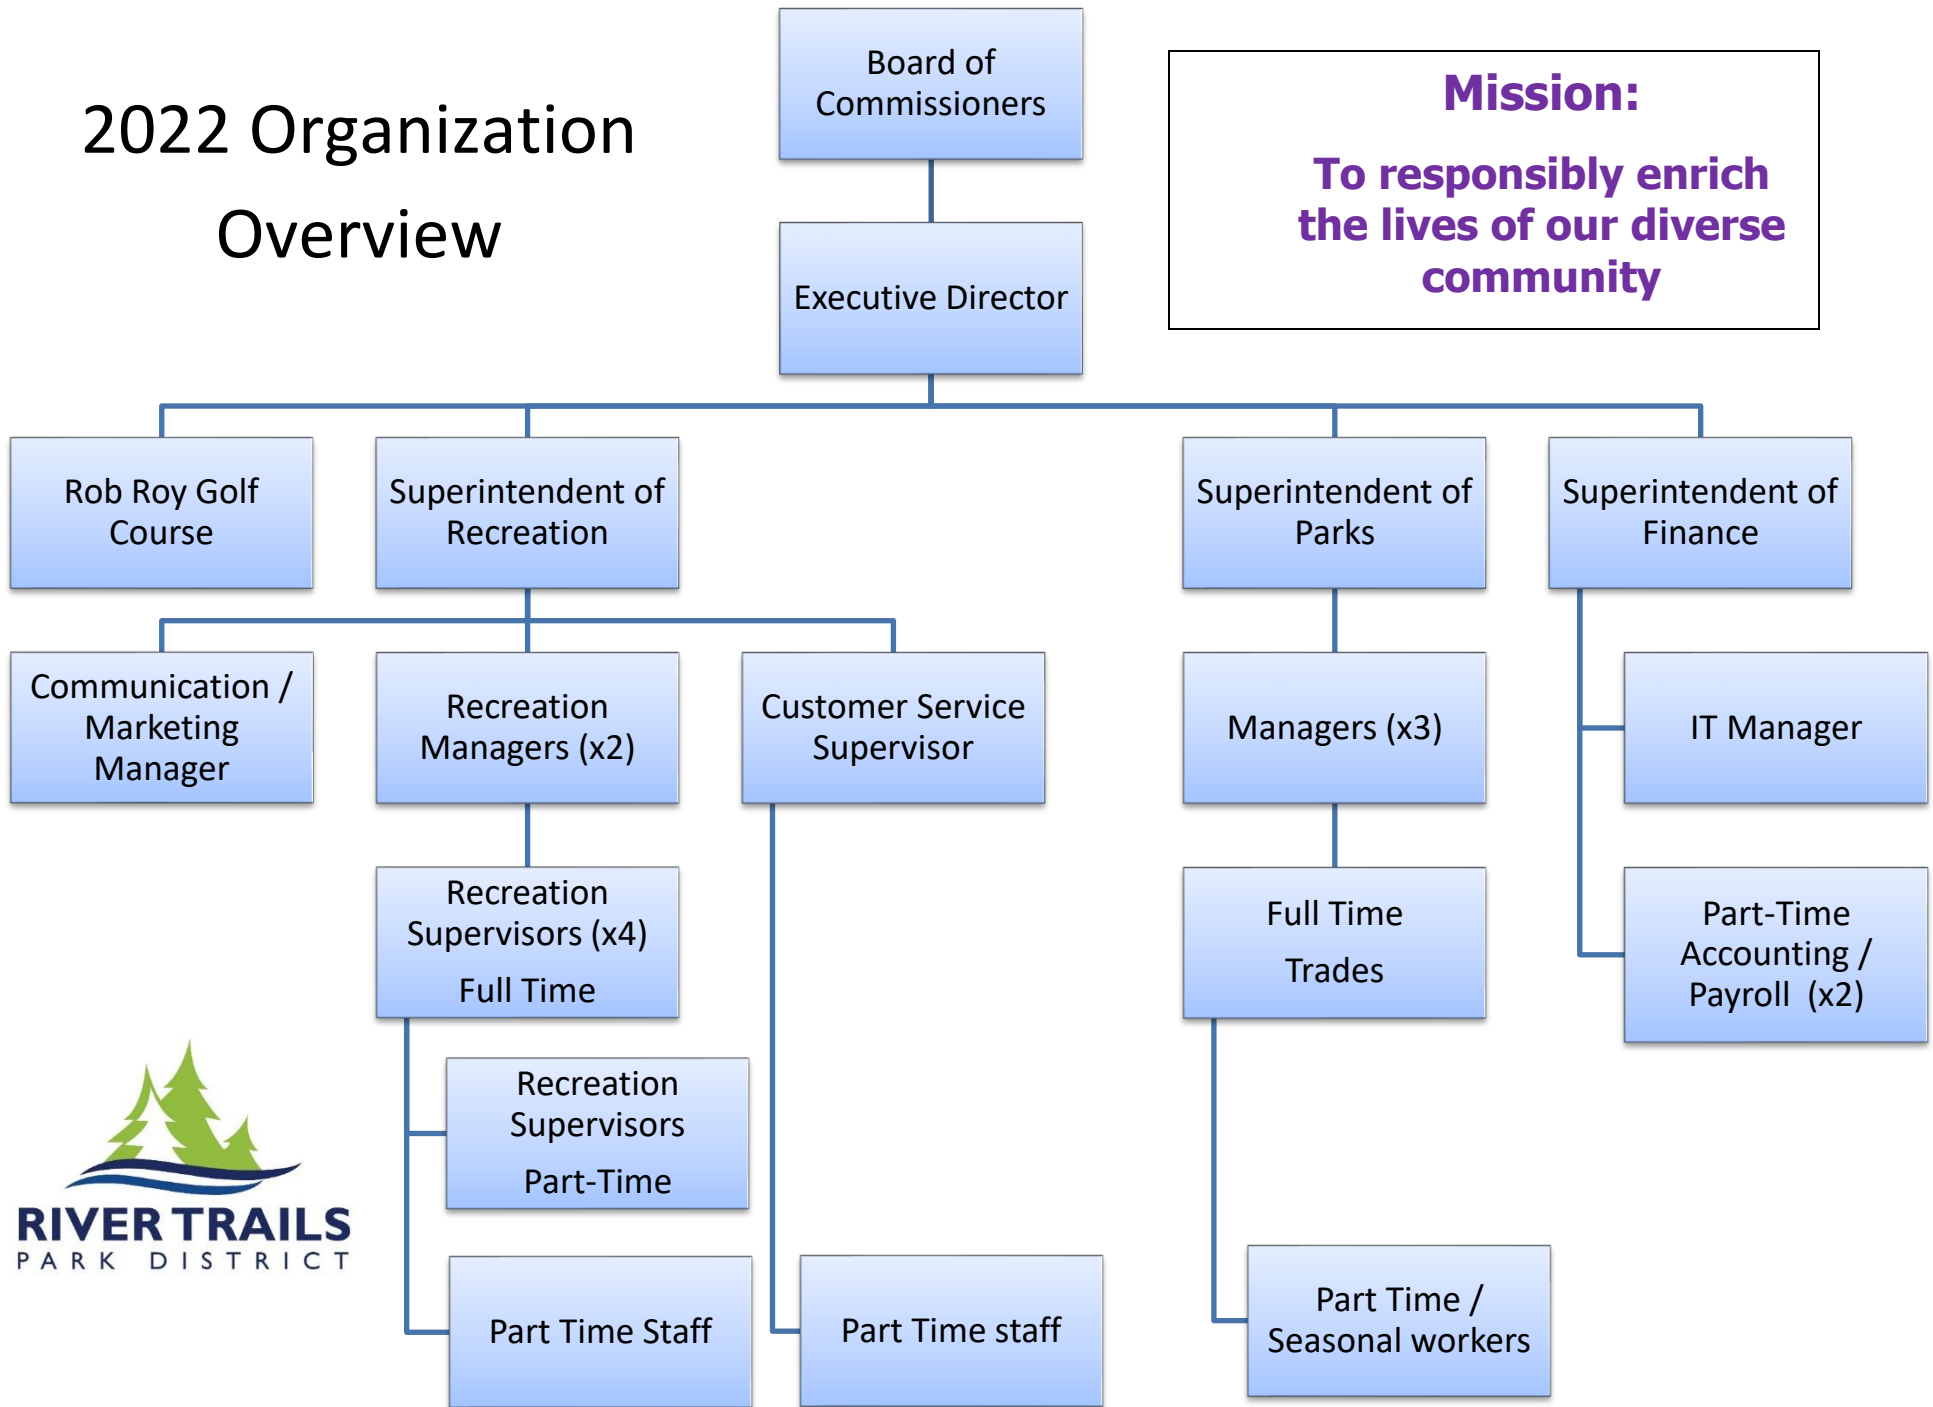 2022 Organization
Overview
Board of
Commissioners
Mission:
To responsibly enrich
the lives of our diverse
community
Executive Director
Rob Roy Golf
Course
Superintendent of
Recreation
Superintendent of
Parks
Superintendent of
Finance
Communication /
Marketing
Manager
Recreation
Managers (x2)
Customer Service
Supervisor
Managers (x3)
IT Manager
Recreation
Supervisors (x4)
Full Time
Full Time
Trades
Part-Time
Accounting /
Payroll  (x2)
Recreation
Supervisors
Part-Time
RIVER TRAILS
PARK DISTRICT
Part Time Staff
Part Time staff
Part Time /
Seasonal workers